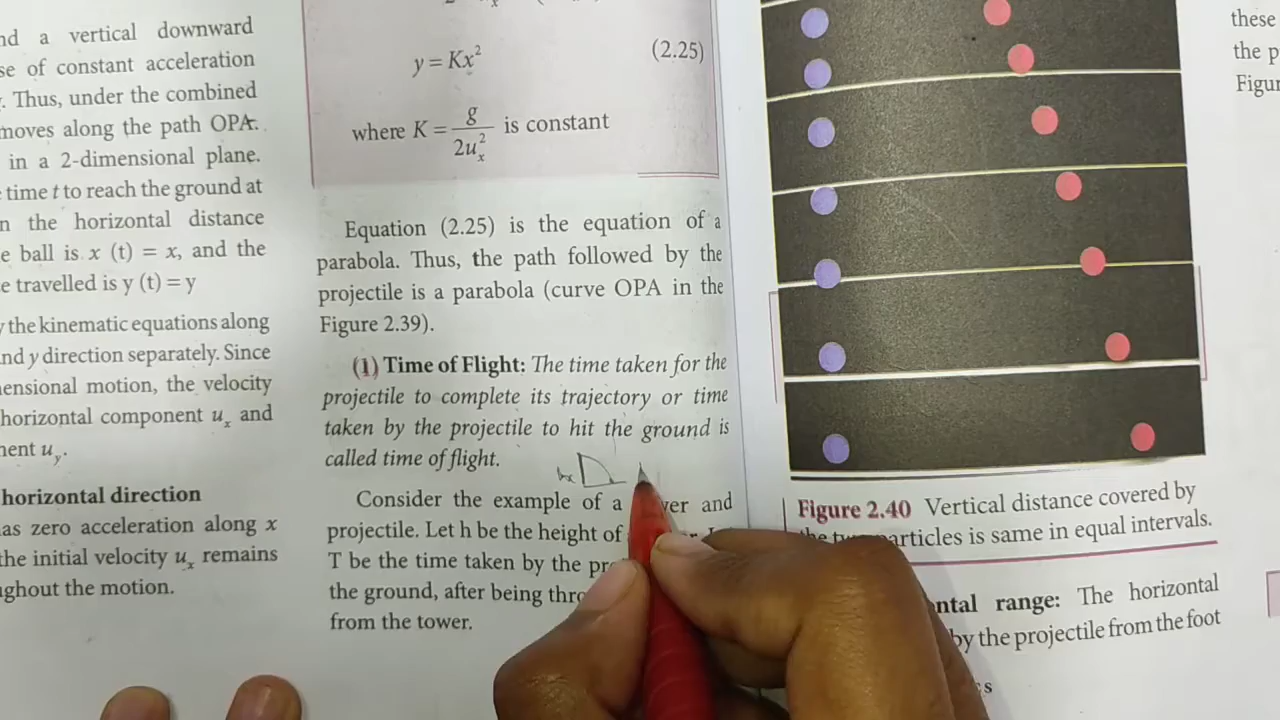 nd a vertical downward
se of constant acceleration
. Thus, under the combined
moves along the path OPA.
in a 2-dimensional plane.
time t to reach the ground at
n the horizontal distance
e ball is x (t) = x, and the
e travelled is y (t) = y
the kinematic equations along
nd y direction separately. Since
ensional motion, the velocity
horizontal component uₓ and
nent u_y.
horizontal direction
as zero acceleration along x
the initial velocity uₓ remains
ughout the motion.
y = Kx² (2.25)
where K = g / 2uₓ² is constant
Equation (2.25) is the equation of a
parabola. Thus, the path followed by the
projectile is a parabola (curve OPA in the
Figure 2.39).
(1) Time of Flight: The time taken for the
projectile to complete its trajectory or time
taken by the projectile to hit the ground is
called time of flight.
Consider the example of a wer and
projectile. Let h be the height of
T be the time taken by the pr
the ground, after being thro
from the tower.
Figure 2.40 Vertical distance covered by
the two particles is same in equal intervals.
ntal range: The horizontal
by the projectile from the foot
s
these
the p
Figur